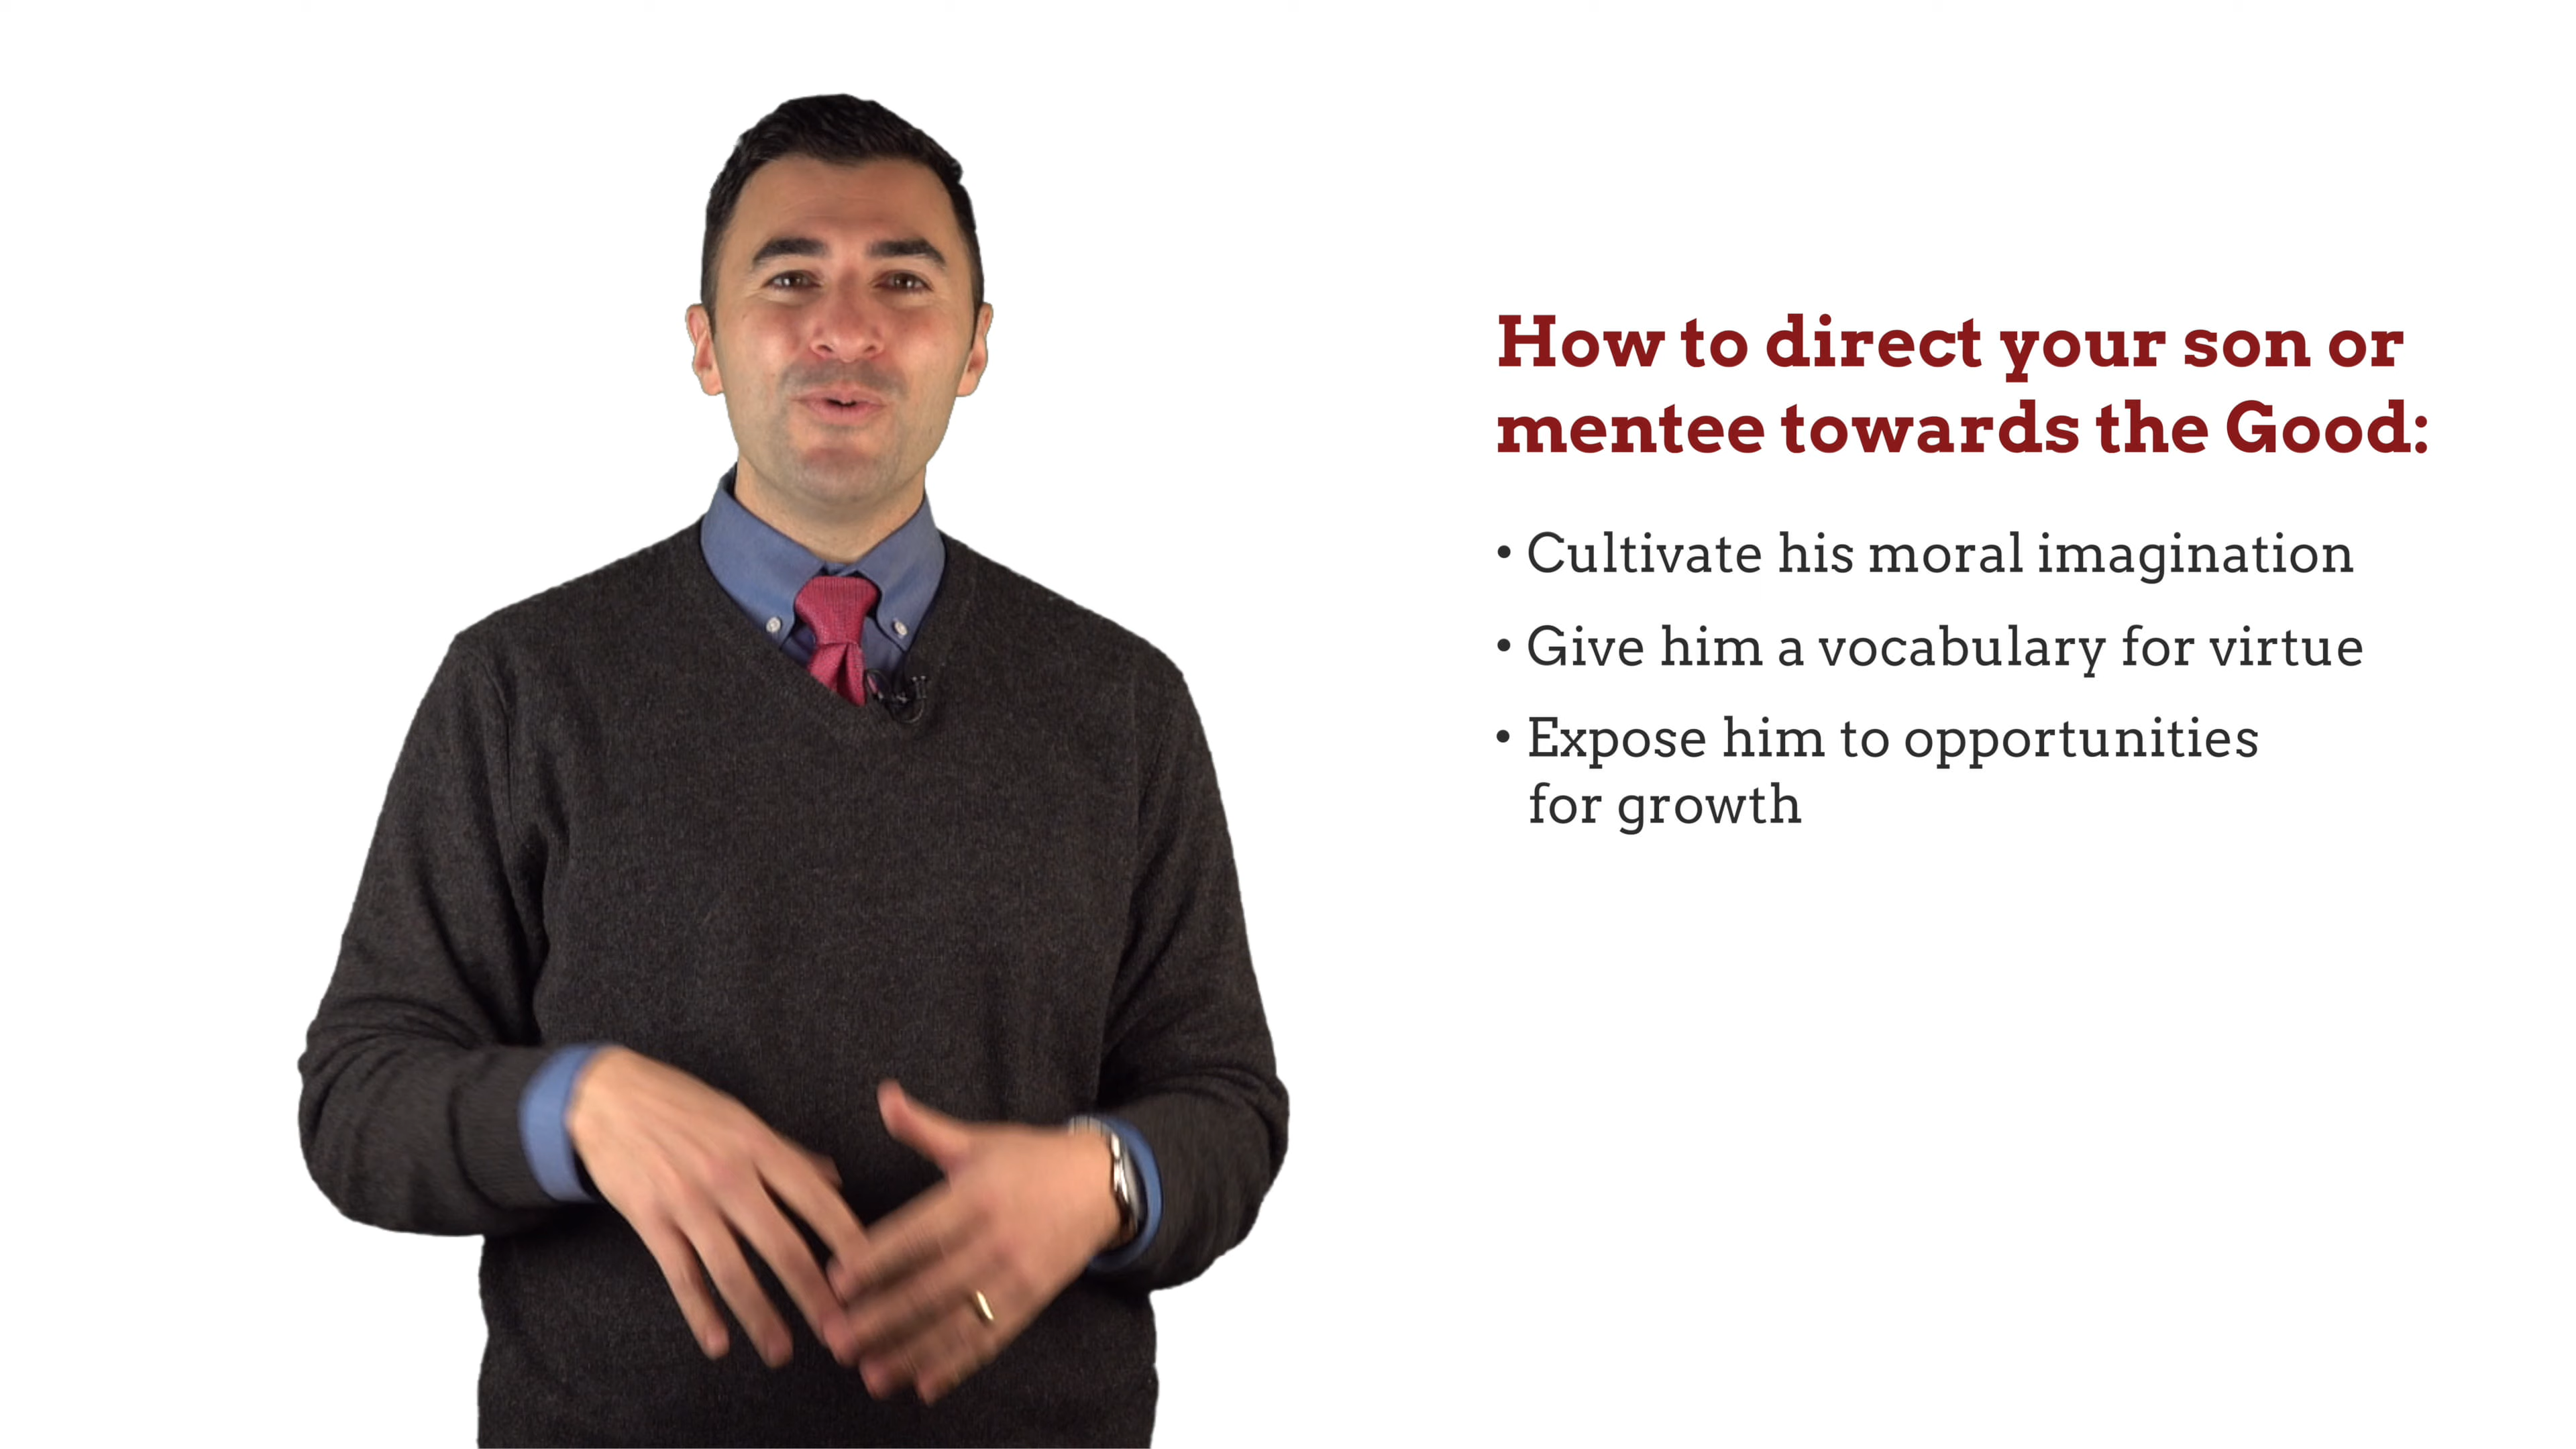 How to direct your son or
mentee towards the Good:
• Cultivate his moral imagination
• Give him a vocabulary for virtue
• Expose him to opportunities
for growth